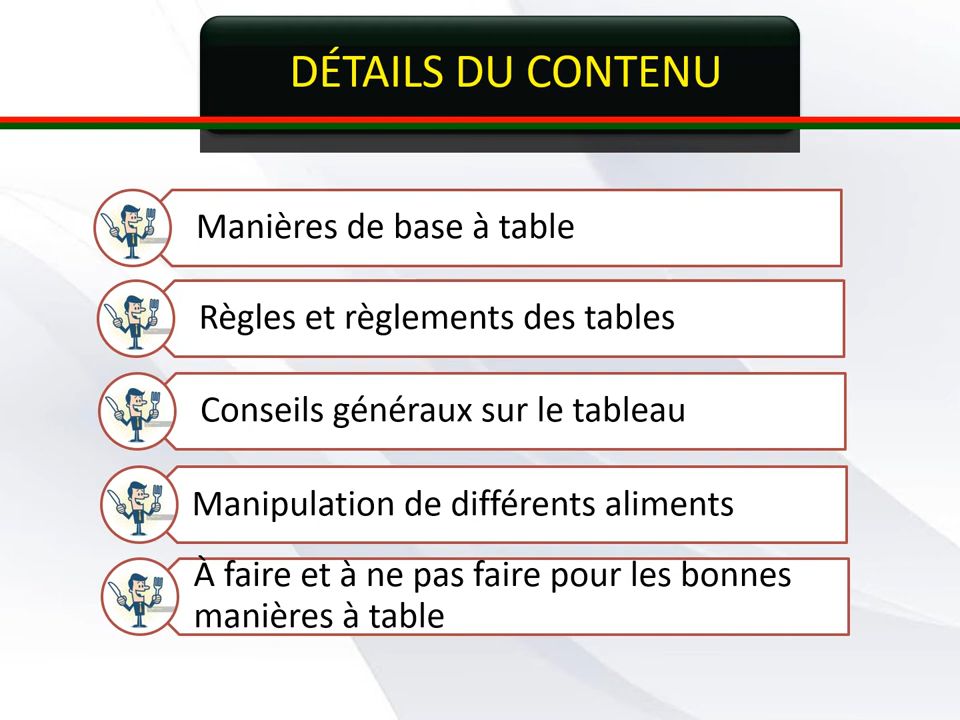 DÉTAILS DU CONTENU
Manières de base à table
Règles et règlements des tables
Conseils généraux sur le tableau
Manipulation de différents aliments
À faire et à ne pas faire pour les bonnes
manières à table